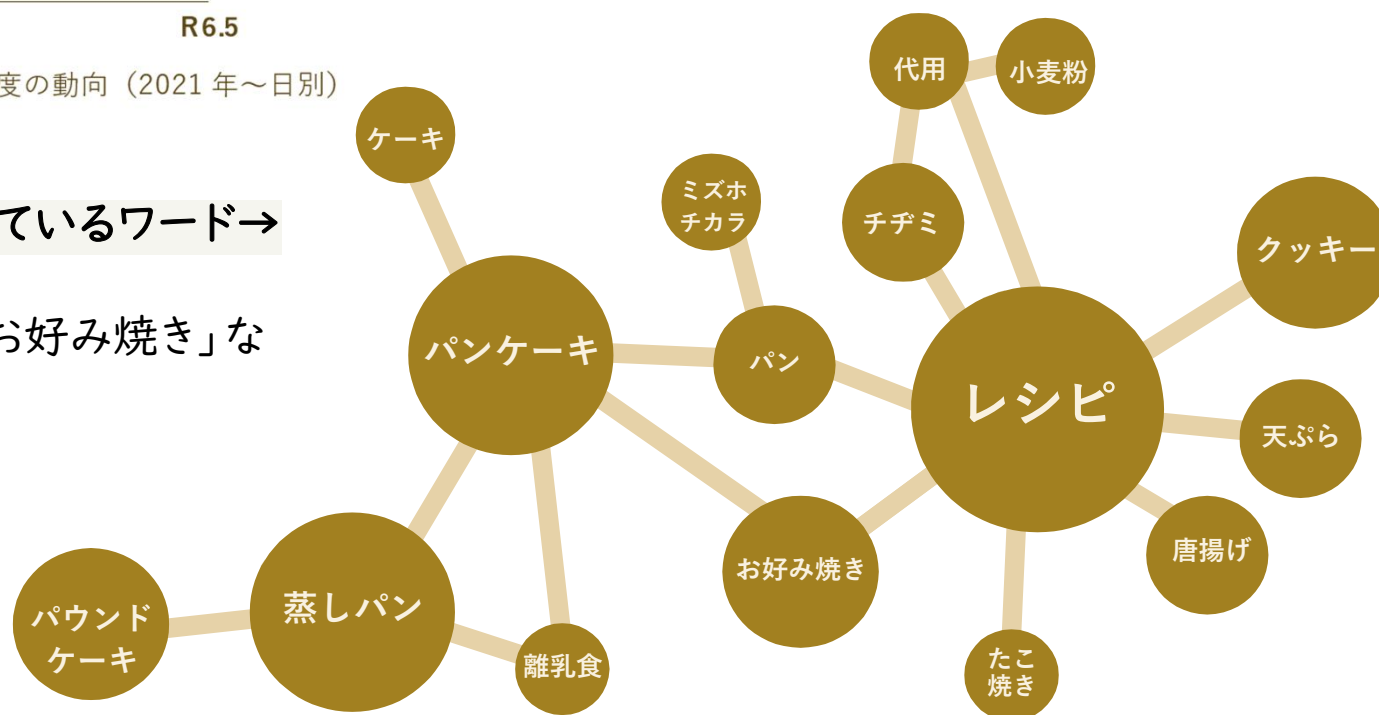 R6.5
度の動向（2021年～日別）
ているワード→
お好み焼き」な
代用
小麦粉
ケーキ
ミズホ
チカラ
チヂミ
クッキー
パンケーキ
パン
レシピ
天ぷら
唐揚げ
お好み焼き
蒸しパン
パウンド
ケーキ
離乳食
たこ
焼き